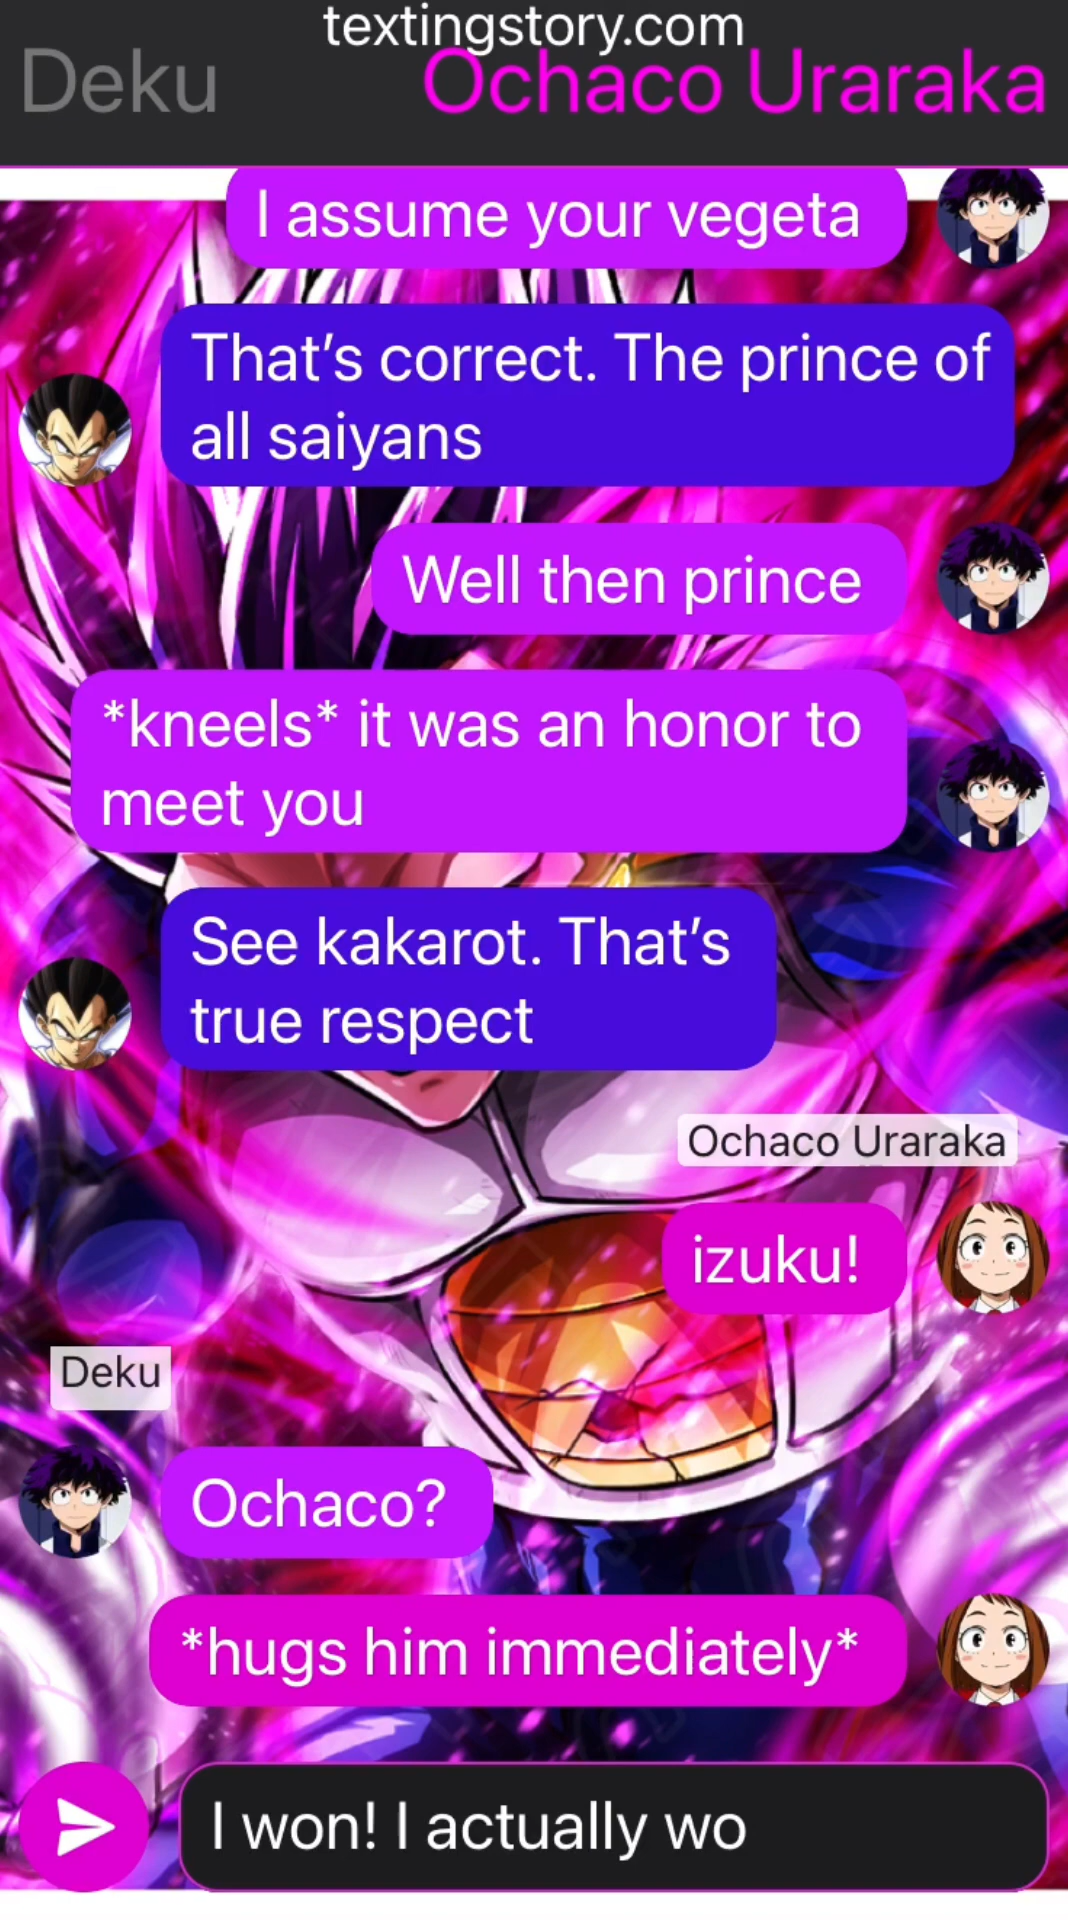 textingstory.com
Deku
Ochaco Uraraka
I assume your vegeta
That’s correct. The prince of
all saiyans
Well then prince
*kneels* it was an honor to
meet you
See kakarot. That’s
true respect
Ochaco Uraraka
izuku!
Deku
Ochaco?
*hugs him immediately*
I won! I actually wo